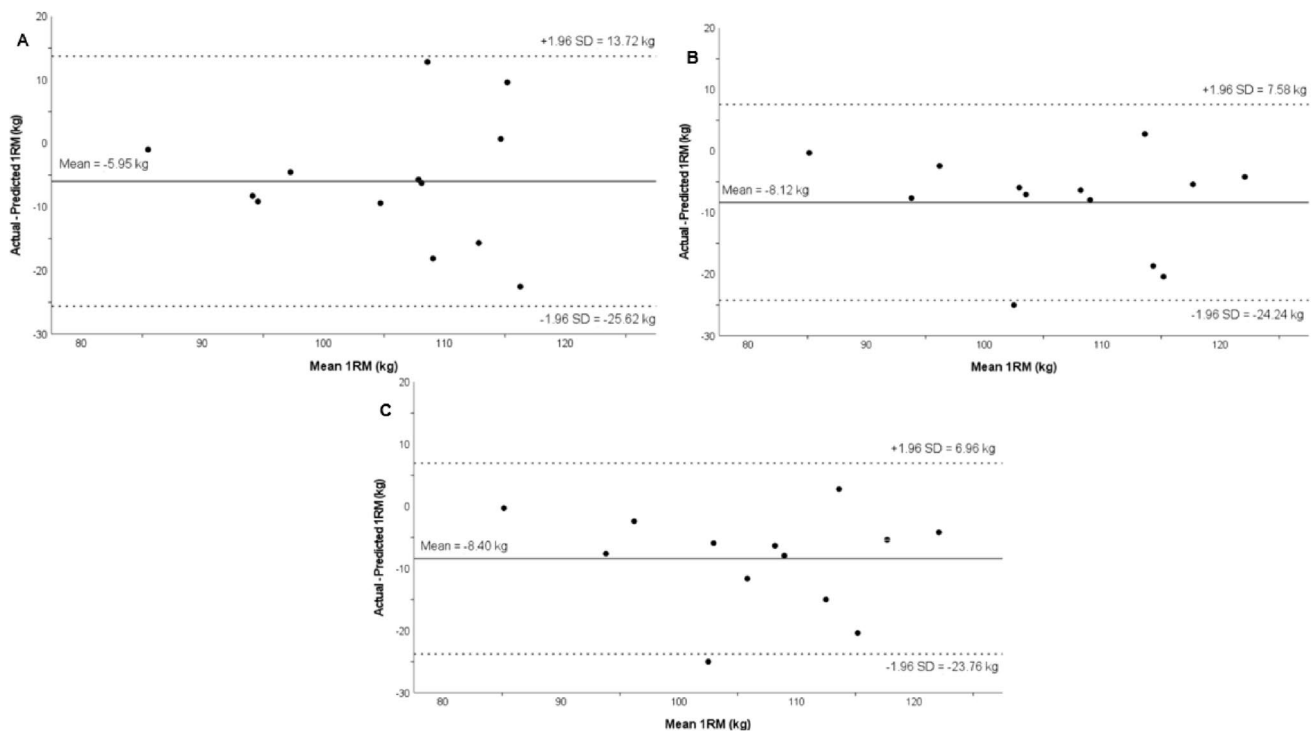 A
20
10
0
-10
-20
-30
Actual - Predicted 1RM (kg)
+1.96 SD = 13.72 kg
Mean = -5.95 kg
-1.96 SD = -25.62 kg
80 90 100 110 120
Mean 1RM (kg)
B
20
10
0
-10
-20
-30
Actual - Predicted 1RM (kg)
+1.96 SD = 7.58 kg
Mean = -8.12 kg
-1.96 SD = -24.24 kg
80 90 100 110 120
Mean 1RM (kg)
C
20
10
0
-10
-20
-30
Actual - Predicted 1RM (kg)
+1.96 SD = 6.96 kg
Mean = -8.40 kg
-1.96 SD = -23.76 kg
80 90 100 110 120
Mean 1RM (kg)